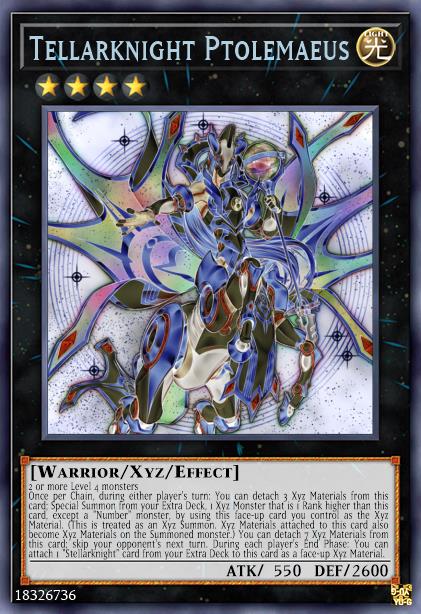 TELLARKNIGHT PTOLEMAEUS
LIGHT
光
[WARRIOR/XYZ/EFFECT]
2 or more Level 4 monsters
Once per Chain, during either player's turn: You can detach 3 Xyz Materials from this
card; Special Summon from your Extra Deck, 1 Xyz Monster that is 1 Rank higher than this
card, except a "Number" monster, by using this face-up card you control as the Xyz
Material. (This is treated as an Xyz Summon. Xyz Materials attached to this card also
become Xyz Materials on the Summoned monster.) You can detach 7 Xyz Materials from
this card; skip your opponent's next turn. During each player's End Phase: You can
attach 1 "Stellarknight" card from your Extra Deck to this card as a face-up Xyz Material.
ATK/ 550 DEF/2600
18326736